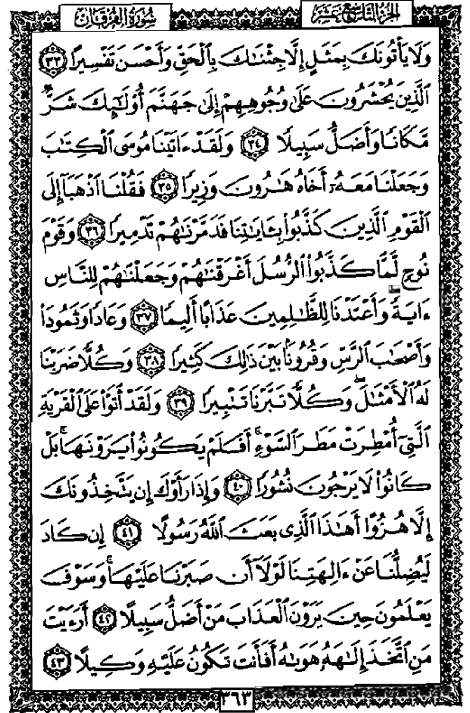 الجزء التاسع عشر
سورة الفرقان
وَلَا يَأْتُونَكَ بِمَثَلٍ إِلَّا جِئْنَٰكَ بِٱلْحَقِّ وَأَحْسَنَ تَفْسِيرًا ٣٣
ٱلَّذِينَ يُحْشَرُونَ عَلَىٰ وُجُوهِهِمْ إِلَىٰ جَهَنَّمَ أُو۟لَٰٓئِكَ شَرٌّ
مَّكَانًا وَأَضَلُّ سَبِيلًا ٣٤ وَلَقَدْ ءَاتَيْنَا مُوسَى ٱلْكِتَٰبَ
وَجَعَلْنَا مَعَهُۥٓ أَخَاهُ هَٰرُونَ وَزِيرًا ٣٥ فَقُلْنَا ٱذْهَبَآ إِلَى
ٱلْقَوْمِ ٱلَّذِينَ كَذَّبُوا۟ بِـَٔايَٰتِنَا فَدَمَّرْنَٰهُمْ تَدْمِيرًا ٣٦ وَقَوْمَ
نُوحٍ لَّمَّا كَذَّبُوا۟ ٱلرُّسُلَ أَغْرَقْنَٰهُمْ وَجَعَلْنَٰهُمْ لِلنَّاسِ
ءَايَةً وَأَعْتَدْنَا لِلظَّٰلِمِينَ عَذَابًا أَلِيمًا ٣٧ وَعَادًا وَثَمُودَا۟
وَأَصْحَٰبَ ٱلرَّسِّ وَقُرُونًۢا بَيْنَ ذَٰلِكَ كَثِيرًا ٣٨ وَكُلًّا ضَرَبْنَا
لَهُ ٱلْأَمْثَٰلَ وَكُلًّا تَبَّرْنَا تَتْبِيرًا ٣٩ وَلَقَدْ أَتَوْا۟ عَلَى ٱلْقَرْيَةِ
ٱلَّتِىٓ أُمْطِرَتْ مَطَرَ ٱلسَّوْءِ أَفَلَمْ يَكُونُوا۟ يَرَوْنَهَا بَلْ
كَانُوا۟ لَا يَرْجُونَ نُشُورًا ٤٠ وَإِذَا رَأَوْكَ إِن يَتَّخِذُونَكَ
إِلَّا هُزُوًا أَهَٰذَا ٱلَّذِى بَعَثَ ٱللَّهُ رَسُولًا ٤١ إِن كَادَ
لَيُضِلُّنَا عَنْ ءَالِهَتِنَا لَوْلَآ أَن صَبَرْنَا عَلَيْهَا وَسَوْفَ
يَعْلَمُونَ حِينَ يَرَوْنَ ٱلْعَذَابَ مَنْ أَضَلُّ سَبِيلًا ٤٢ أَرَءَيْتَ
مَنِ ٱتَّخَذَ إِلَٰهَهُۥ هَوَىٰهُ أَفَأَنتَ تَكُونُ عَلَيْهِ وَكِيلًا ٤٣
٣٦٣